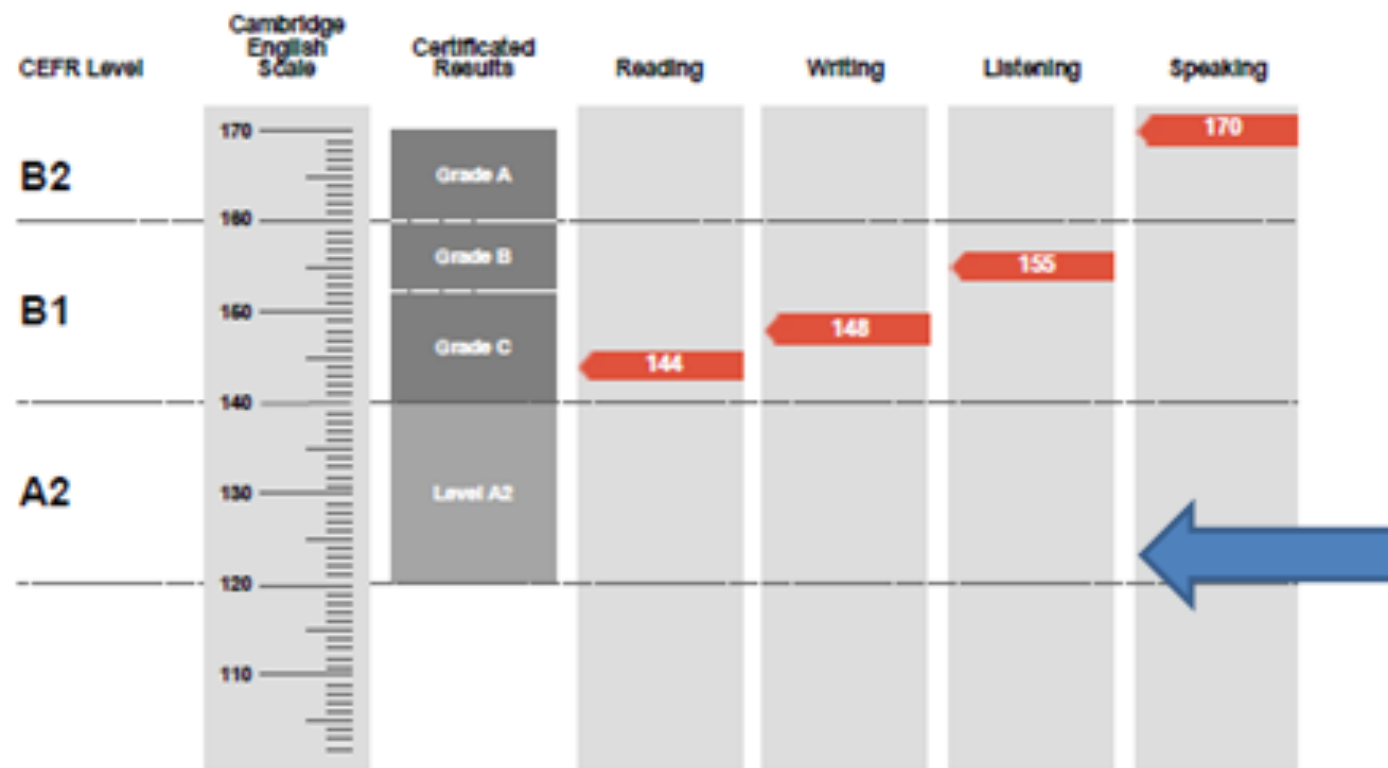 Cambridge
English
Scale
Certificated
Results
CEFR Level
Reading
Writing
Listening
Speaking
170
170
B2
Grade A
160
Grade B
155
B1
150
148
Grade C
144
140
A2
130
Level A2
120
110